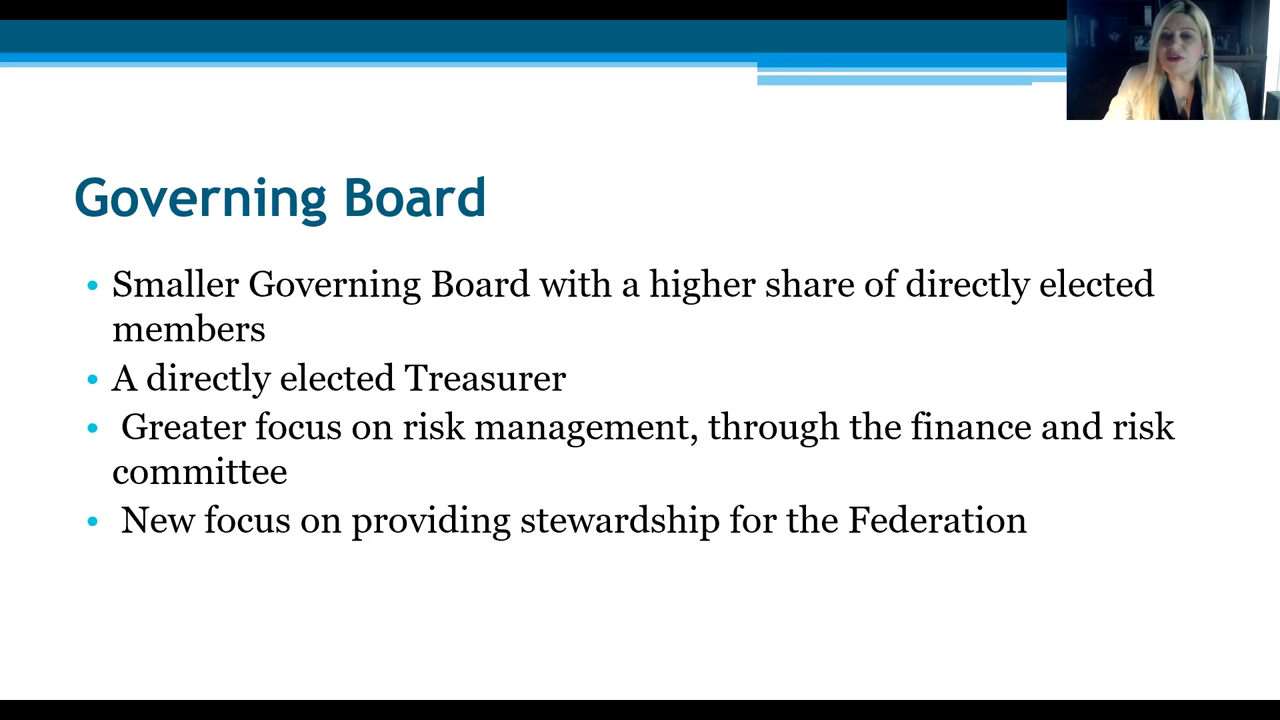 Governing Board
• Smaller Governing Board with a higher share of directly elected
members
• A directly elected Treasurer
• Greater focus on risk management, through the finance and risk
committee
• New focus on providing stewardship for the Federation